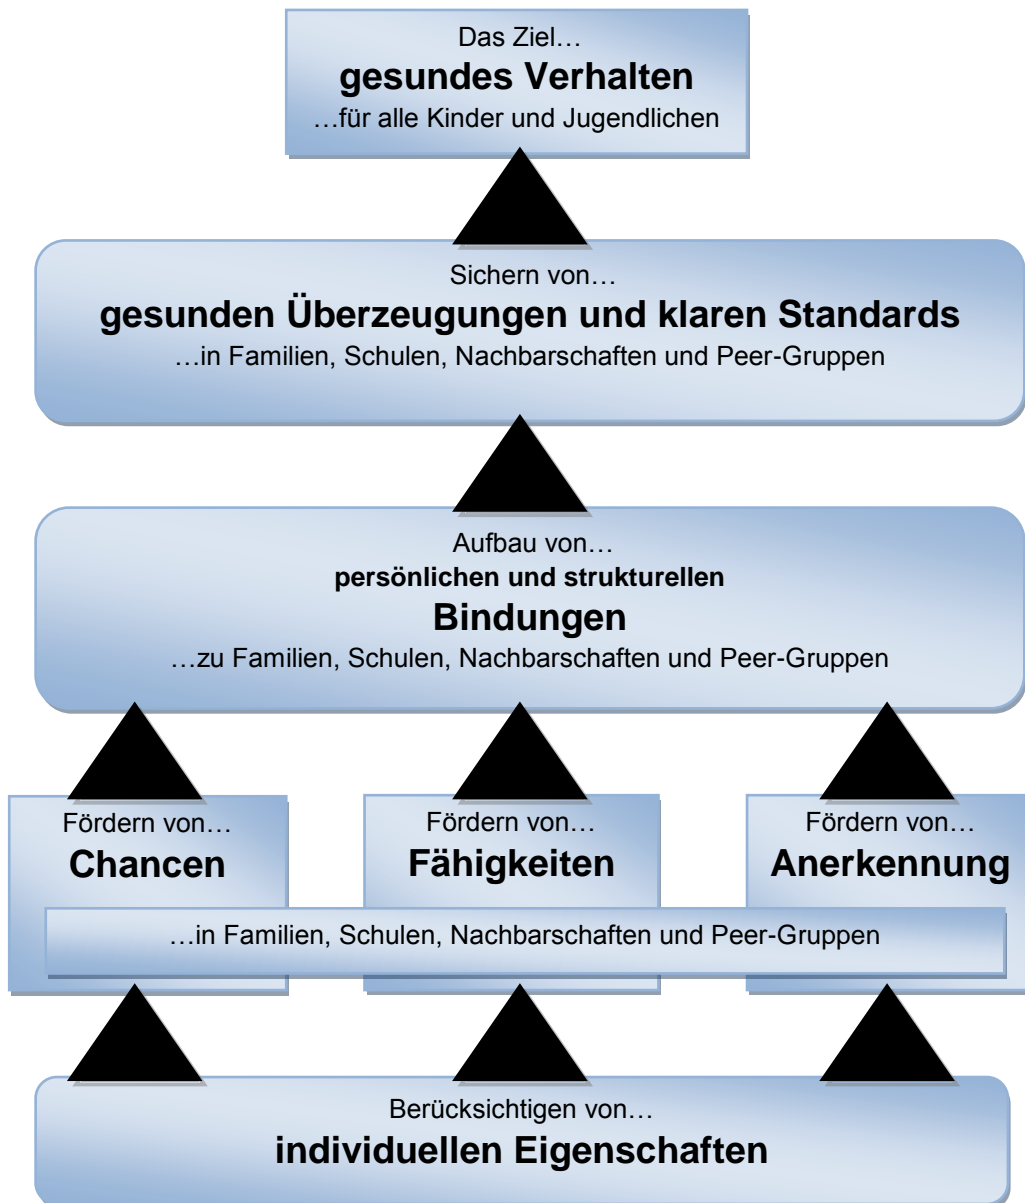 Das Ziel…
gesundes Verhalten
…für alle Kinder und Jugendlichen
Sichern von…
gesunden Überzeugungen und klaren Standards
…in Familien, Schulen, Nachbarschaften und Peer-Gruppen
Aufbau von…
persönlichen und strukturellen
Bindungen
…zu Familien, Schulen, Nachbarschaften und Peer-Gruppen
Fördern von…
Chancen
Fördern von…
Fähigkeiten
Fördern von…
Anerkennung
…in Familien, Schulen, Nachbarschaften und Peer-Gruppen
Berücksichtigen von…
individuellen Eigenschaften